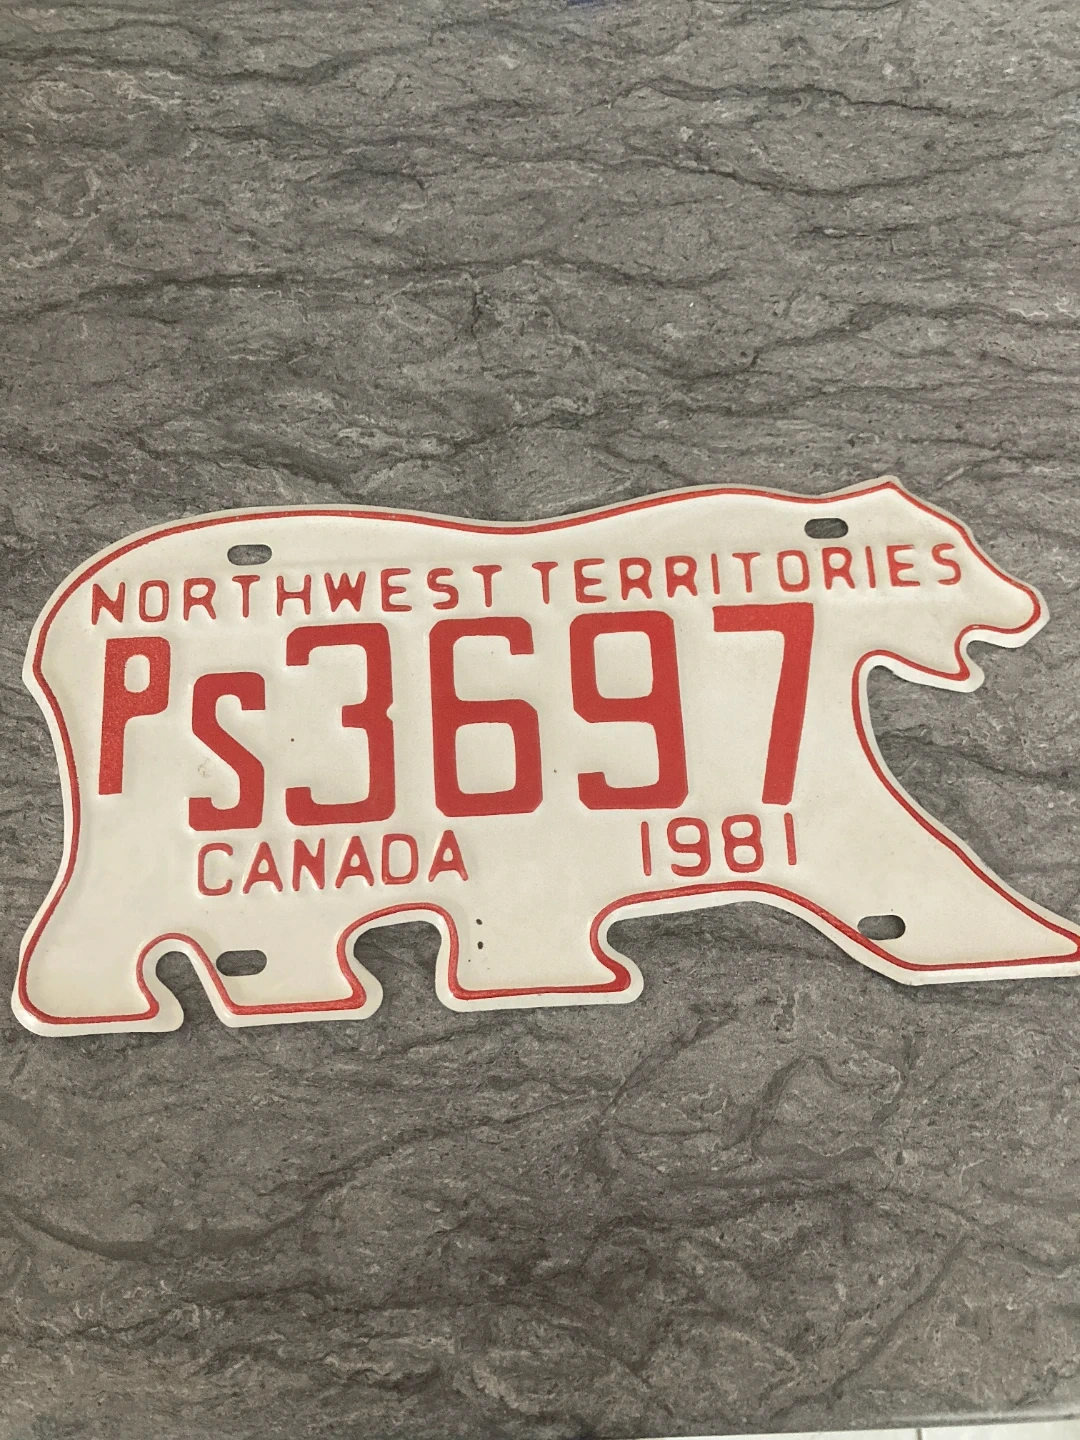 NORTHWEST TERRITORIES
PS3697
CANADA 1981